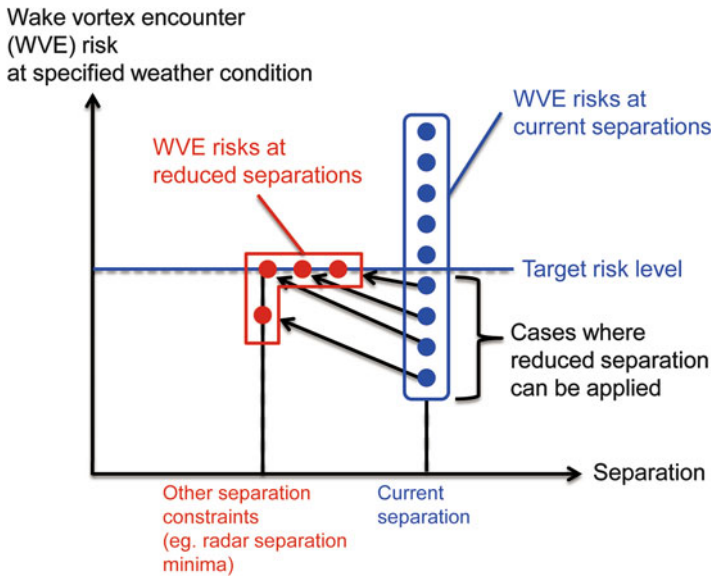 Wake vortex encounter
(WVE) risk
at specified weather condition
WVE risks at
current separations
WVE risks at
reduced separations
Target risk level
Cases where
reduced separation
can be applied
Separation
Other separation
constraints
(eg. radar separation
minima)
Current
separation